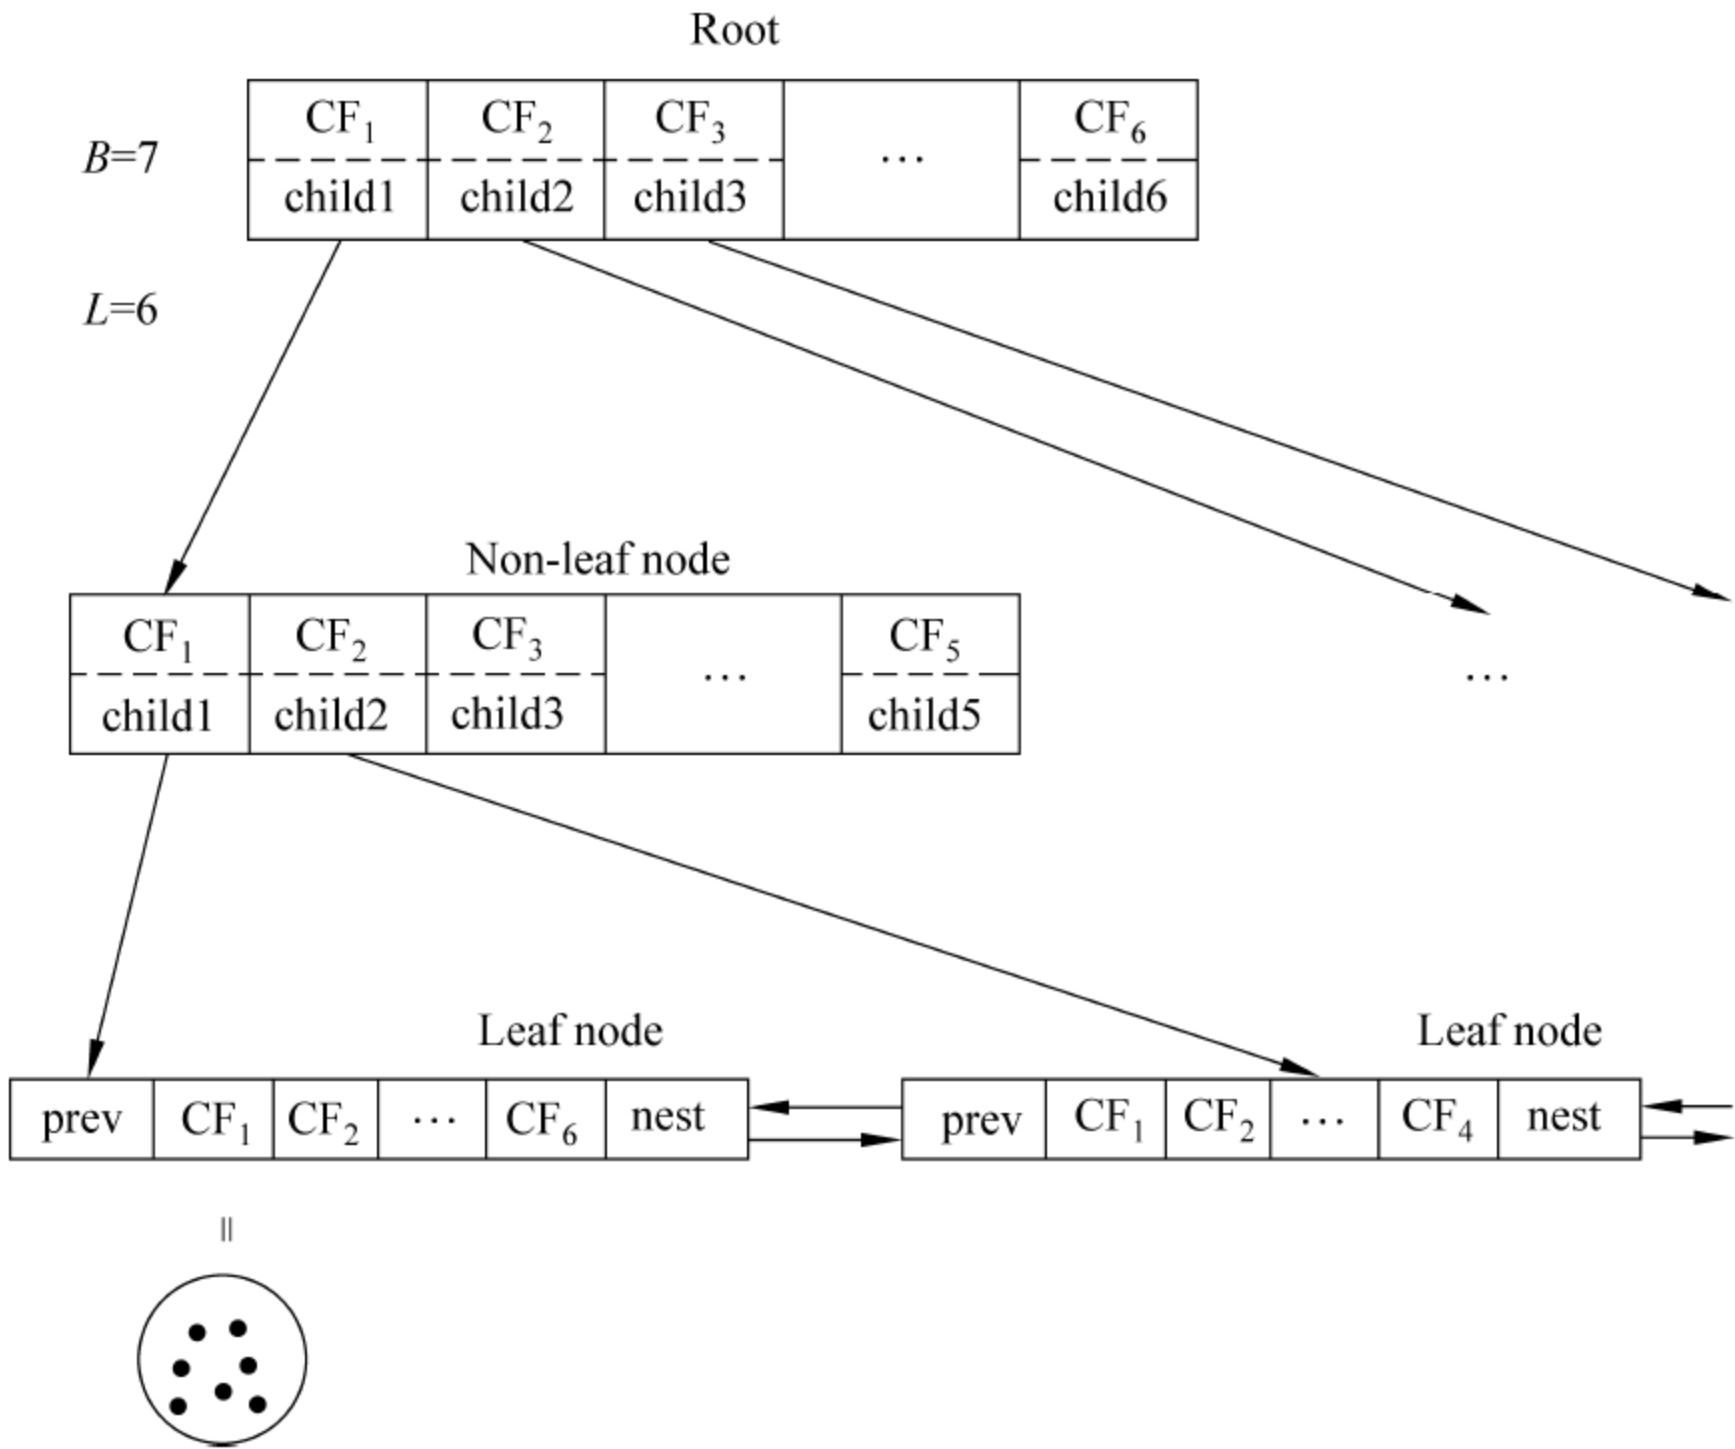 Root
B=7
CF₁ CF₂ CF₃ ⋯ CF₆
child1 child2 child3 child6
L=6
Non-leaf node
CF₁ CF₂ CF₃ ⋯ CF₅
child1 child2 child3 child5
⋯
Leaf node Leaf node
prev CF₁ CF₂ ⋯ CF₆ nest prev CF₁ CF₂ ⋯ CF₄ nest